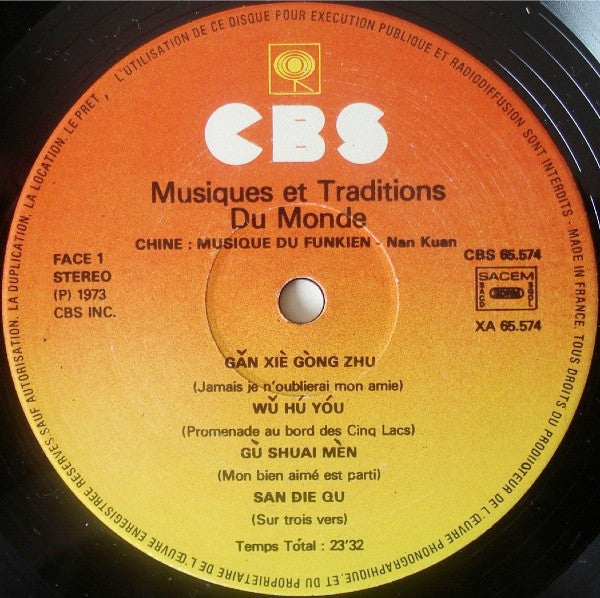 CBS
Musiques et Traditions
Du Monde
CHINE : MUSIQUE DU FUNKIEN - Nan Kuan
FACE 1
STEREO
(P) 1973
CBS INC.
CBS 65.574
SACEM
XA 65.574
GǍN XIÈ GÒNG ZHU
(Jamais je n'oublierai mon amie)
WǓ HÚ YÓU
(Promenade au bord des Cinq Lacs)
GÙ SHUAI MÈN
(Mon bien aimé est parti)
SAN DIE QU
(Sur trois vers)
Temps Total : 23'32
MADE IN FRANCE. TOUS DROITS DU PRODUCTEUR DE L'ŒUVRE PHONOGRAPHIQUE ET DU PROPRIETAIRE DE L'ŒUVRE ENREGISTREE RESERVES. SAUF AUTORISATION. LA DUPLICATION. LA LOCATION. LE PRET, L'UTILISATION DE CE DISQUE POUR EXECUTION PUBLIQUE ET RADIODIFFUSION SONT INTERDITS -